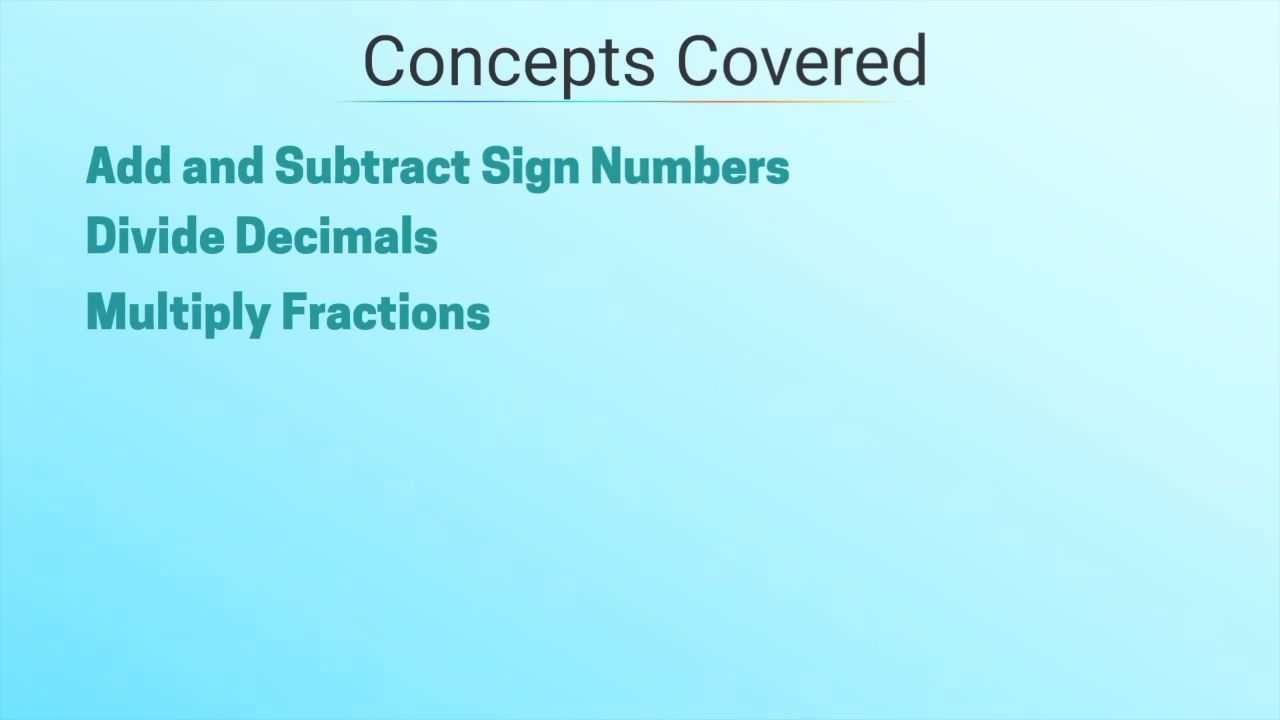 Concepts Covered
Add and Subtract Sign Numbers
Divide Decimals
Multiply Fractions